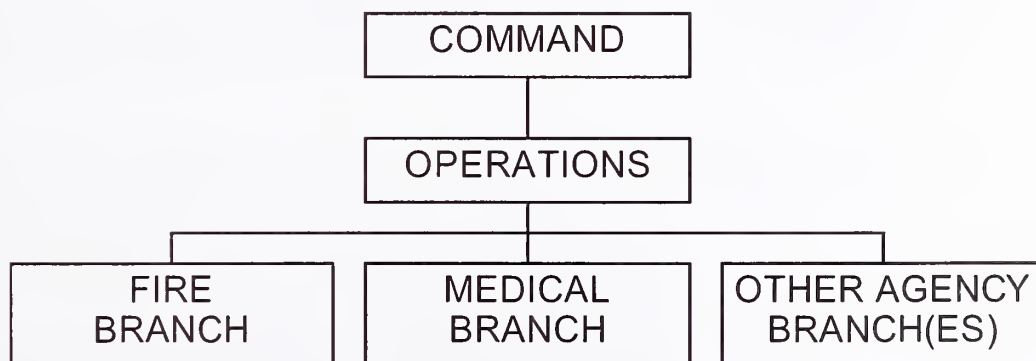 COMMAND
OPERATIONS
FIRE
BRANCH
MEDICAL
BRANCH
OTHER AGENCY
BRANCH(ES)